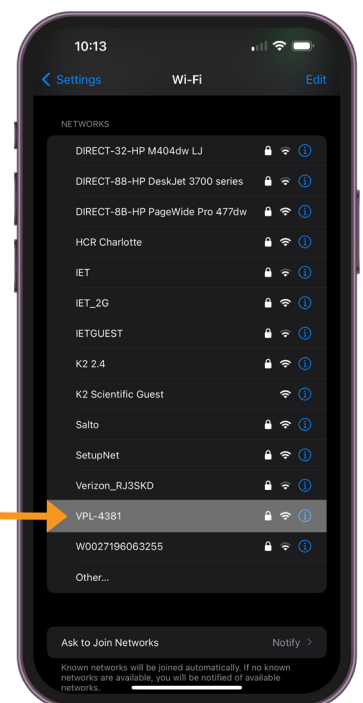 10:13
Settings
Wi-Fi
Edit
NETWORKS
DIRECT-32-HP M404dw LJ
DIRECT-88-HP DeskJet 3700 series
DIRECT-8B-HP PageWide Pro 477dw
HCR Charlotte
IET
IET_2G
IETGUEST
K2 2.4
K2 Scientific Guest
Salto
SetupNet
Verizon_RJ3SKD
VPL-4381
W0027196063255
Other...
Ask to Join Networks
Notify
Known networks will be joined automatically. If no known
networks are available, you will be notified of available
networks.